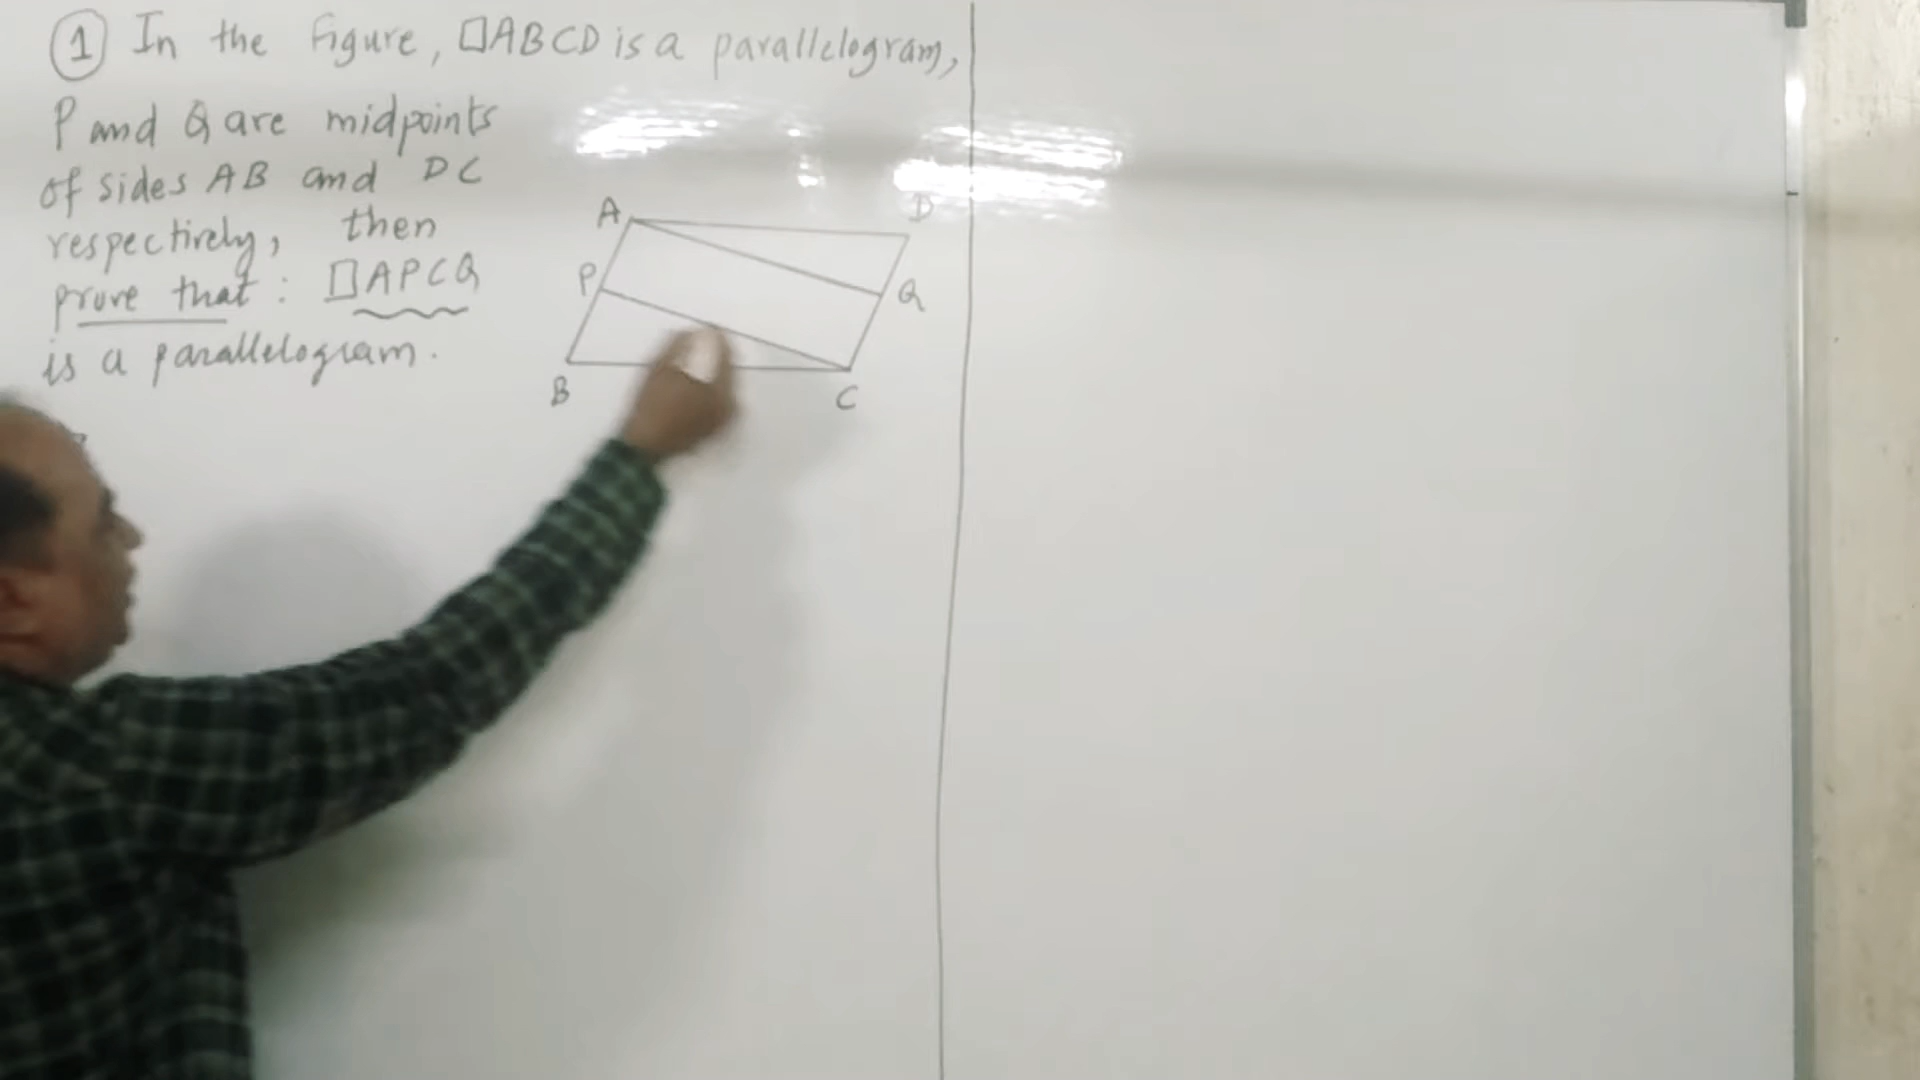 ① In the figure, □ABCD is a parallelogram,
P and Q are midpoints
of sides AB and DC
respectively, then
prove that : □APCQ
is a parallelogram.
A
D
P
Q
B
C